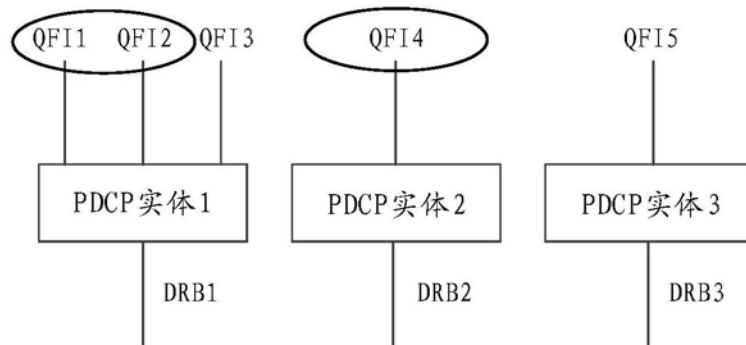 QFI1 QFI2 QFI3 QFI4 QFI5
PDCP实体1 PDCP实体2 PDCP实体3
DRB1 DRB2 DRB3